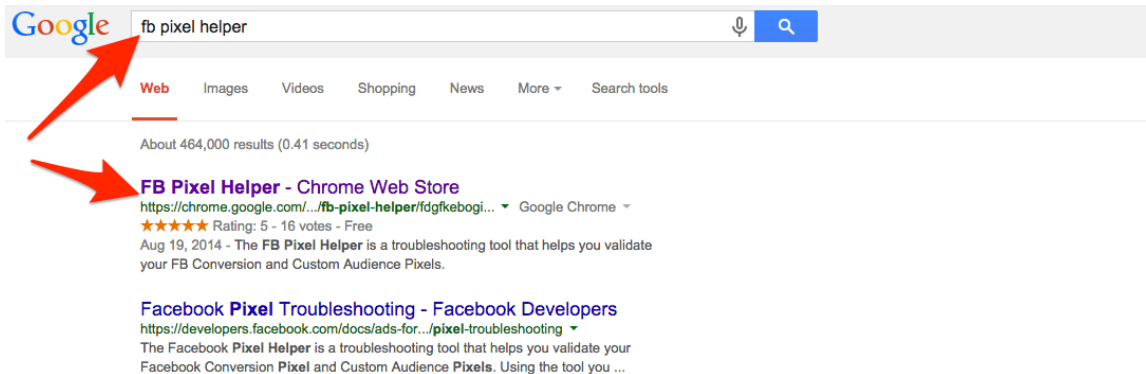 Google fb pixel helper
Web Images Videos Shopping News More Search tools
About 464,000 results (0.41 seconds)
FB Pixel Helper - Chrome Web Store
https://chrome.google.com/.../fb-pixel-helper/fdgfkebogi... Google Chrome
Rating: 5 - 16 votes - Free
Aug 19, 2014 - The FB Pixel Helper is a troubleshooting tool that helps you validate
your FB Conversion and Custom Audience Pixels.
Facebook Pixel Troubleshooting - Facebook Developers
https://developers.facebook.com/docs/ads-for.../pixel-troubleshooting
The Facebook Pixel Helper is a troubleshooting tool that helps you validate your
Facebook Conversion Pixel and Custom Audience Pixels. Using the tool you ...